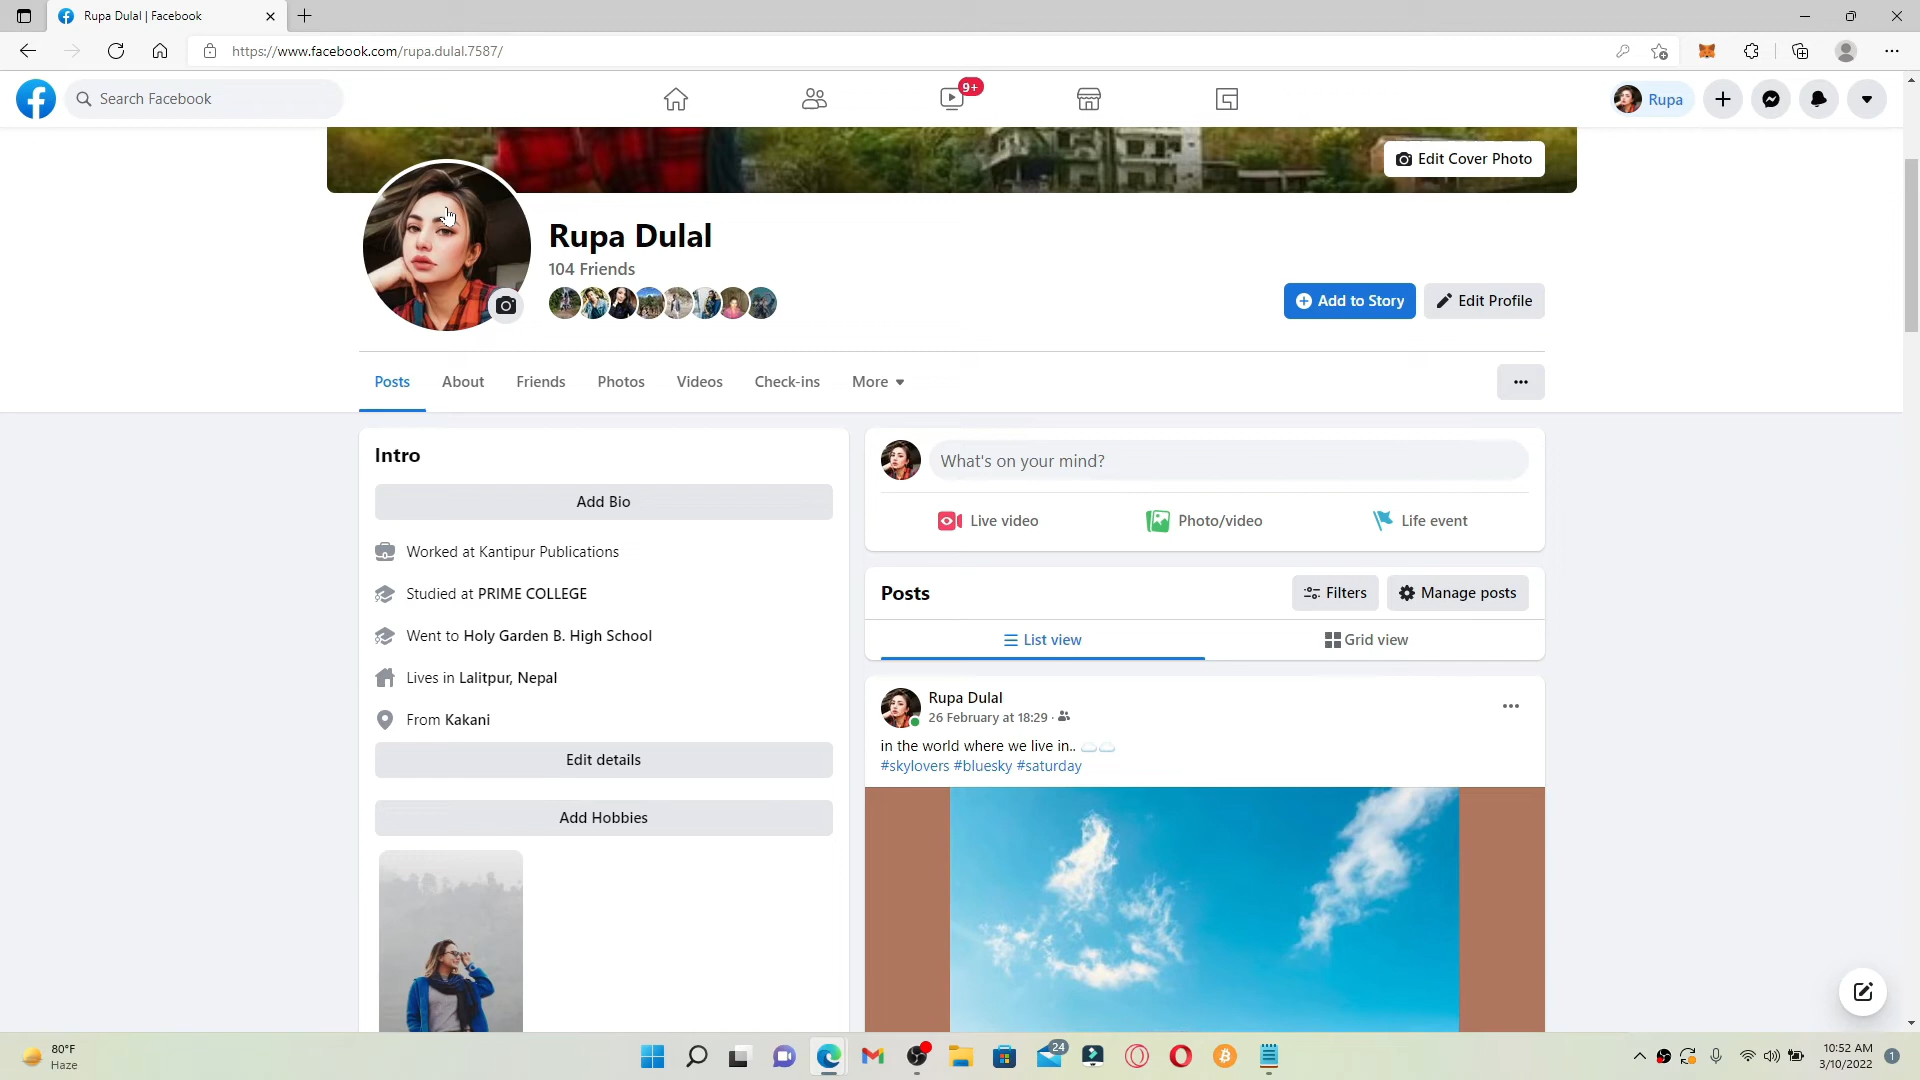 Rupa Dulal | Facebook
https://www.facebook.com/rupa.dulal.7587/
Search Facebook
9+
Rupa
Edit Cover Photo
Rupa Dulal
104 Friends
Add to Story
Edit Profile
Posts
About
Friends
Photos
Videos
Check-ins
More
Intro
Add Bio
Worked at Kantipur Publications
Studied at PRIME COLLEGE
Went to Holy Garden B. High School
Lives in Lalitpur, Nepal
From Kakani
Edit details
Add Hobbies
What's on your mind?
Live video
Photo/video
Life event
Posts
Filters
Manage posts
List view
Grid view
Rupa Dulal
26 February at 18:29 ·
in the world where we live in..
#skylovers #bluesky #saturday
80°F
Haze
24
10:52 AM
3/10/2022
1